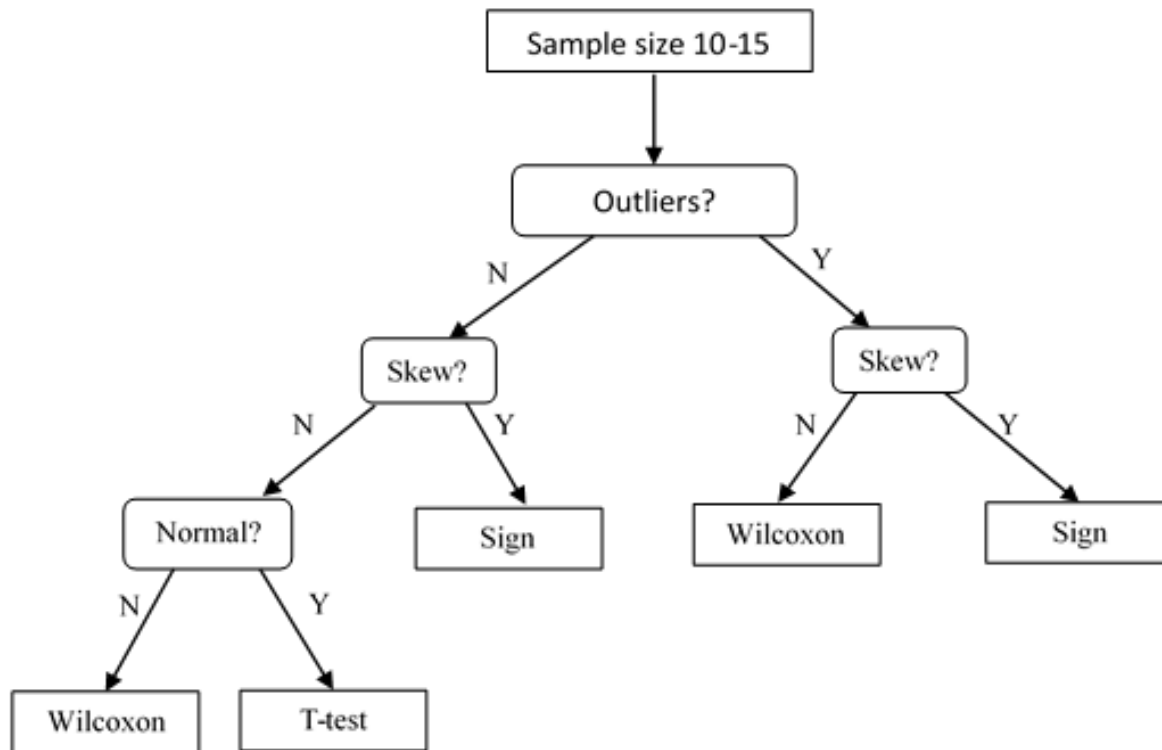 Sample size 10-15
Outliers?
N
Y
Skew?
Skew?
N
Y
N
Y
Normal?
Sign
Wilcoxon
Sign
N
Y
Wilcoxon
T-test